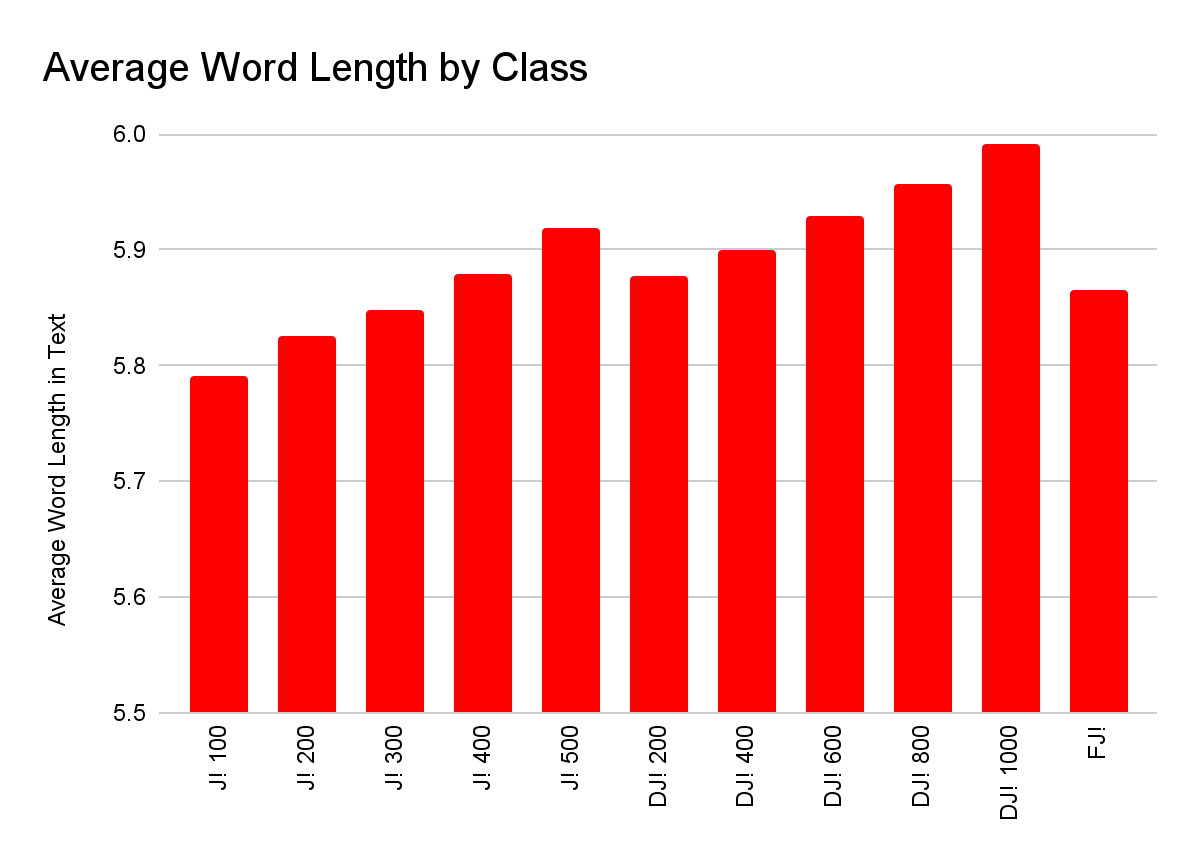 Average Word Length by Class
Average Word Length in Text
6.0
5.9
5.8
5.7
5.6
5.5
J! 100
J! 200
J! 300
J! 400
J! 500
DJ! 200
DJ! 400
DJ! 600
DJ! 800
DJ! 1000
FJ!